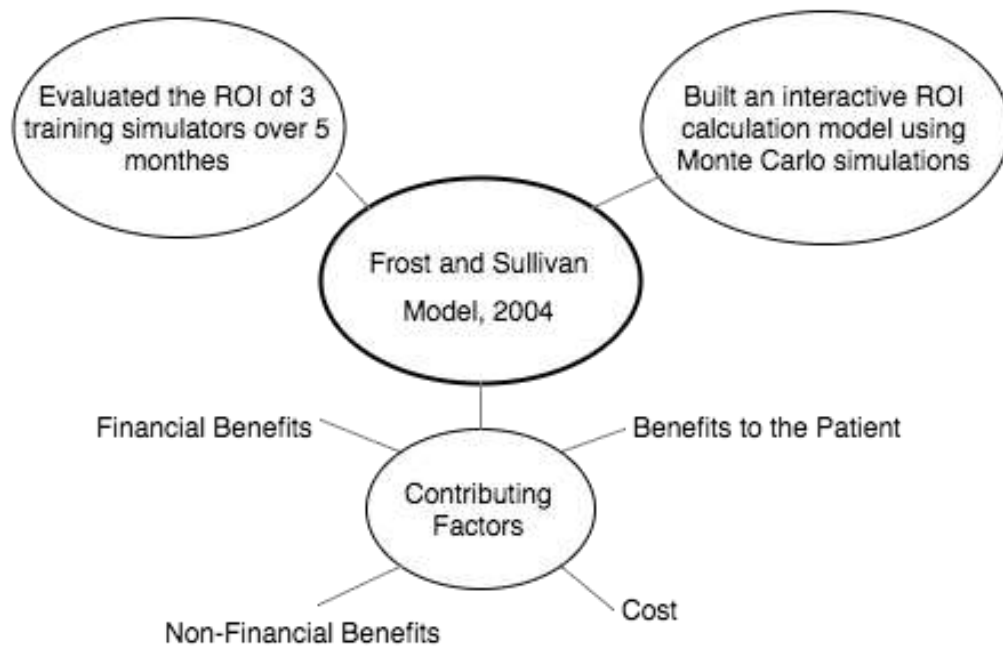 Evaluated the ROI of 3
training simulators over 5
monthes
Built an interactive ROI
calculation model using
Monte Carlo simulations
Frost and Sullivan
Model, 2004
Financial Benefits
Benefits to the Patient
Contributing
Factors
Non-Financial Benefits
Cost